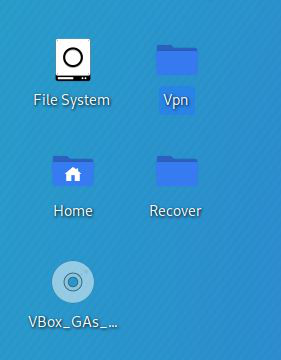 File System
Vpn
Home
Recover
VBox_GAs_...